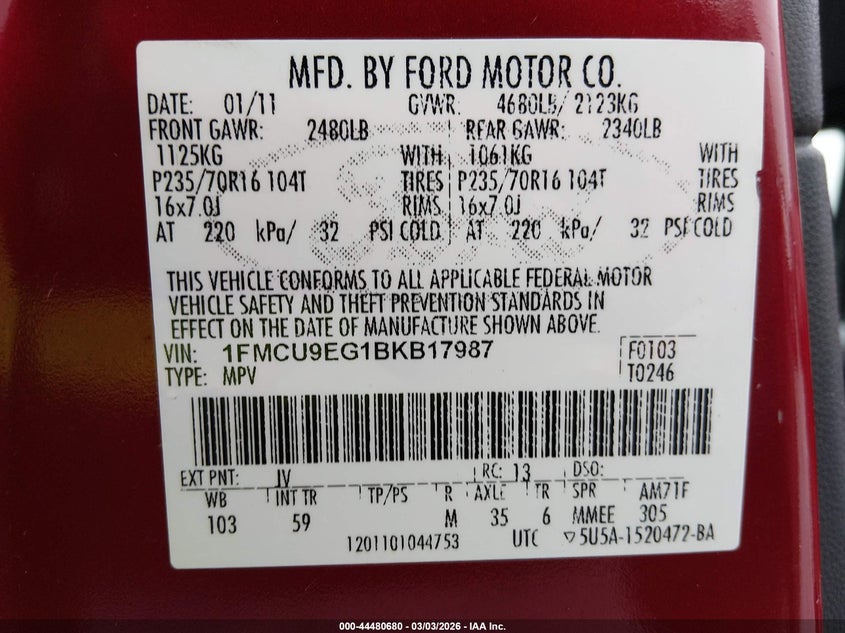 MFD. BY FORD MOTOR CO.
DATE: 01/11 GVWR: 4680LB/ 2123KG
FRONT GAWR: 2480LB REAR GAWR: 2340LB
1125KG WITH 1061KG WITH
P235/70R16 104T TIRES P235/70R16 104T TIRES
16x7.0J RIMS 16x7.0J RIMS
AT 220 kPa/ 32 PSI COLD AT 220 kPa/ 32 PSI COLD
THIS VEHICLE CONFORMS TO ALL APPLICABLE FEDERAL MOTOR
VEHICLE SAFETY AND THEFT PREVENTION STANDARDS IN
EFFECT ON THE DATE OF MANUFACTURE SHOWN ABOVE.
VIN: 1FMCU9EG1BKB17987 F0103
TYPE: MPV T0246
EXT PNT: JV RC: 13 DSO:
WB INT TR TP/PS R AXLE TR SPR AM71F
103 59 M 35 6 MMEE 305
1201101044753 UTC ▽5U5A-1520472-BA
000-44480680 - 03/03/2026 - IAA Inc.